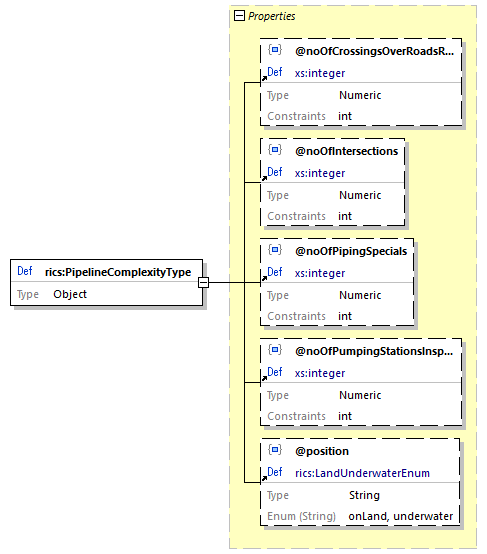 Properties
@noOfCrossingsOverRoadsR...
Def xs:integer
Type Numeric
Constraints int
@noOfIntersections
Def xs:integer
Type Numeric
Constraints int
Def rics:PipelineComplexityType
Type Object
@noOfPipingSpecials
Def xs:integer
Type Numeric
Constraints int
@noOfPumpingStationsInsp...
Def xs:integer
Type Numeric
Constraints int
@position
Def rics:LandUnderwaterEnum
Type String
Enum (String) onLand, underwater